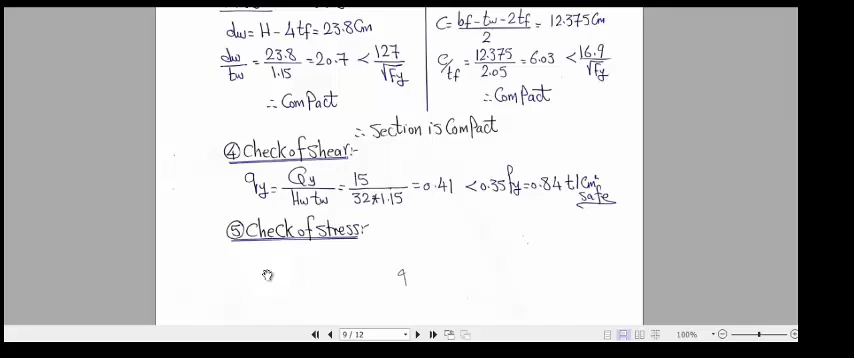 dw = H - 4tf = 23.8 Cm
dw/tw = 23.8/1.15 = 20.7 < 127/√Fy
∴ Compact
C = bf - tw - 2tf / 2 = 12.375 Cm
C/tf = 12.375/2.05 = 6.03 < 16.9/√Fy
∴ Compact
∴ Section is Compact
④ Check of Shear:-
qy = Qy/Hw tw = 15/32*1.15 = 0.41 < 0.35 Fy = 0.84 t/Cm²
Safe
⑤ Check of Stress:-
9
9 / 12
100%